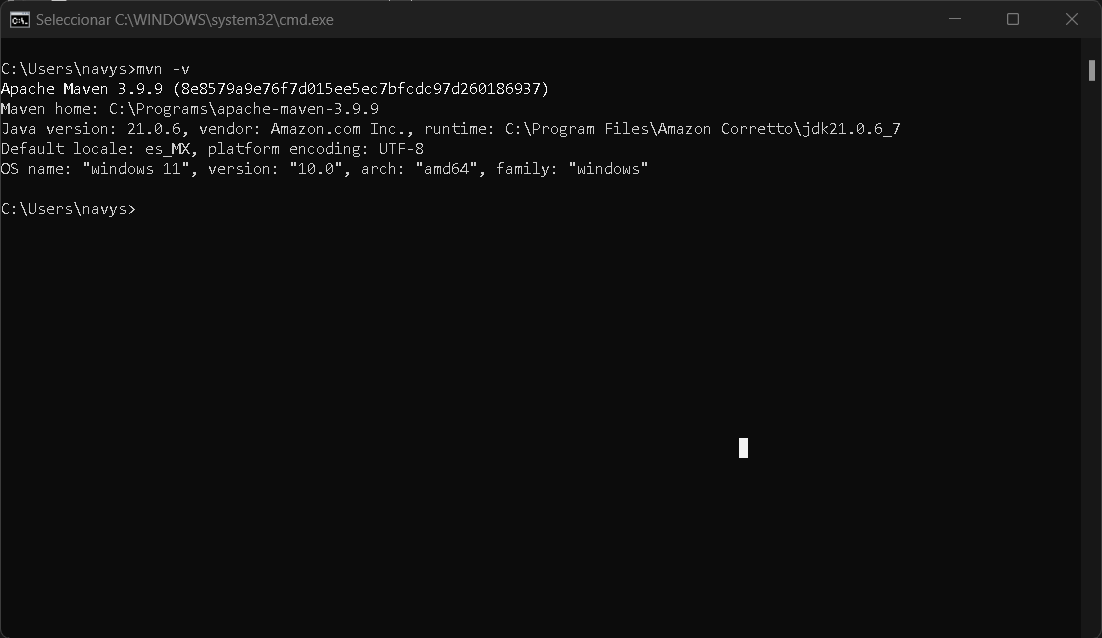 Seleccionar C:\WINDOWS\system32\cmd.exe
C:\Users\navys>mvn -v
Apache Maven 3.9.9 (8e8579a9e76f7d015ee5ec7bfcdc97d260186937)
Maven home: C:\Programs\apache-maven-3.9.9
Java version: 21.0.6, vendor: Amazon.com Inc., runtime: C:\Program Files\Amazon Corretto\jdk21.0.6_7
Default locale: es_MX, platform encoding: UTF-8
OS name: "windows 11", version: "10.0", arch: "amd64", family: "windows"
C:\Users\navys>